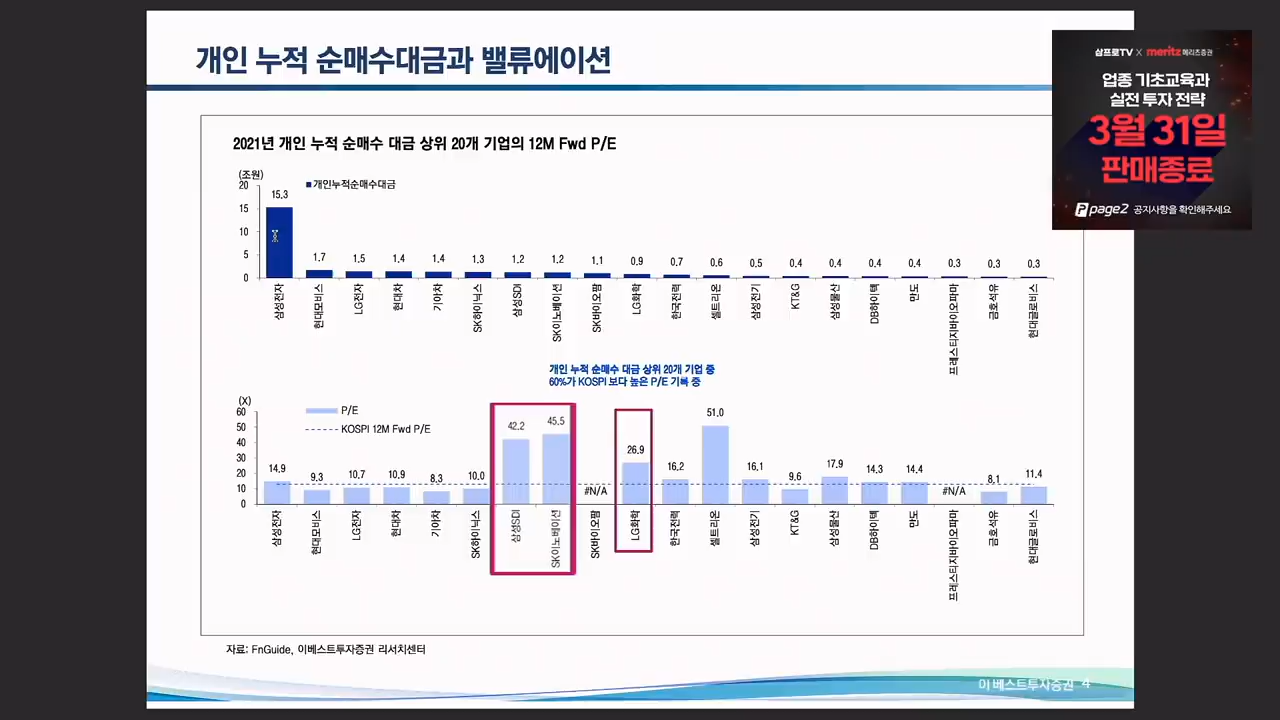 개인 누적 순매수대금과 밸류에이션
삼프로TV X meritz 메리츠증권
업종 기초교육과
실전 투자 전략
3월 31일
판매종료
page2 공지사항을 확인해주세요
2021년 개인 누적 순매수 대금 상위 20개 기업의 12M Fwd P/E
(조원)
개인누적순매수대금
20
15
10
5
0
15.3 1.7 1.5 1.4 1.4 1.3 1.2 1.2 1.1 0.9 0.7 0.6 0.5 0.4 0.4 0.4 0.4 0.3 0.3 0.3
삼성전자 현대모비스 LG전자 현대차 기아차 SK하이닉스 삼성SDI SK이노베이션 SK바이오팜 LG화학 한국전력 셀트리온 삼성전기 KT&G 삼성물산 DB하이텍 만도 프레스티지바이오파마 금호석유 현대글로비스
개인 누적 순매수 대금 상위 20개 기업 중
60%가 KOSPI 보다 높은 P/E 기록 중
(X)
P/E
KOSPI 12M Fwd P/E
60
50
40
30
20
10
0
14.9 9.3 10.7 10.9 8.3 10.0 42.2 45.5 #N/A 26.9 16.2 51.0 16.1 9.6 17.9 14.3 14.4 #N/A 8.1 11.4
삼성전자 현대모비스 LG전자 현대차 기아차 SK하이닉스 삼성SDI SK이노베이션 SK바이오팜 LG화학 한국전력 셀트리온 삼성전기 KT&G 삼성물산 DB하이텍 만도 프레스티지바이오파마 금호석유 현대글로비스
자료: FnGuide, 이베스트투자증권 리서치센터
이베스트투자증권 4